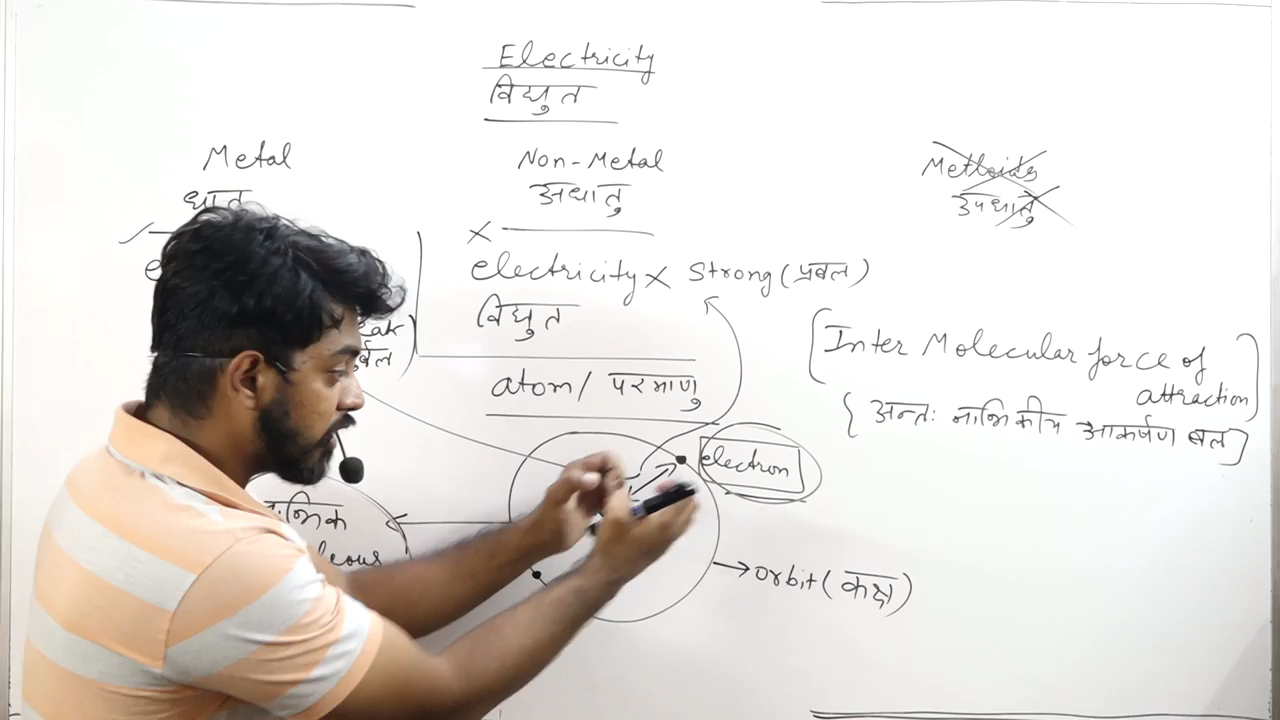 Electricity
विद्युत
Metal
धातु
Non-Metal
अधातु
Metloids
उपधातु
electricity x Strong (प्रबल)
विद्युत
atom / परमाणु
[Inter Molecular force of
attraction]
{अन्तः नाभिकीय आकर्षण बल]
electron
orbit (कक्ष)